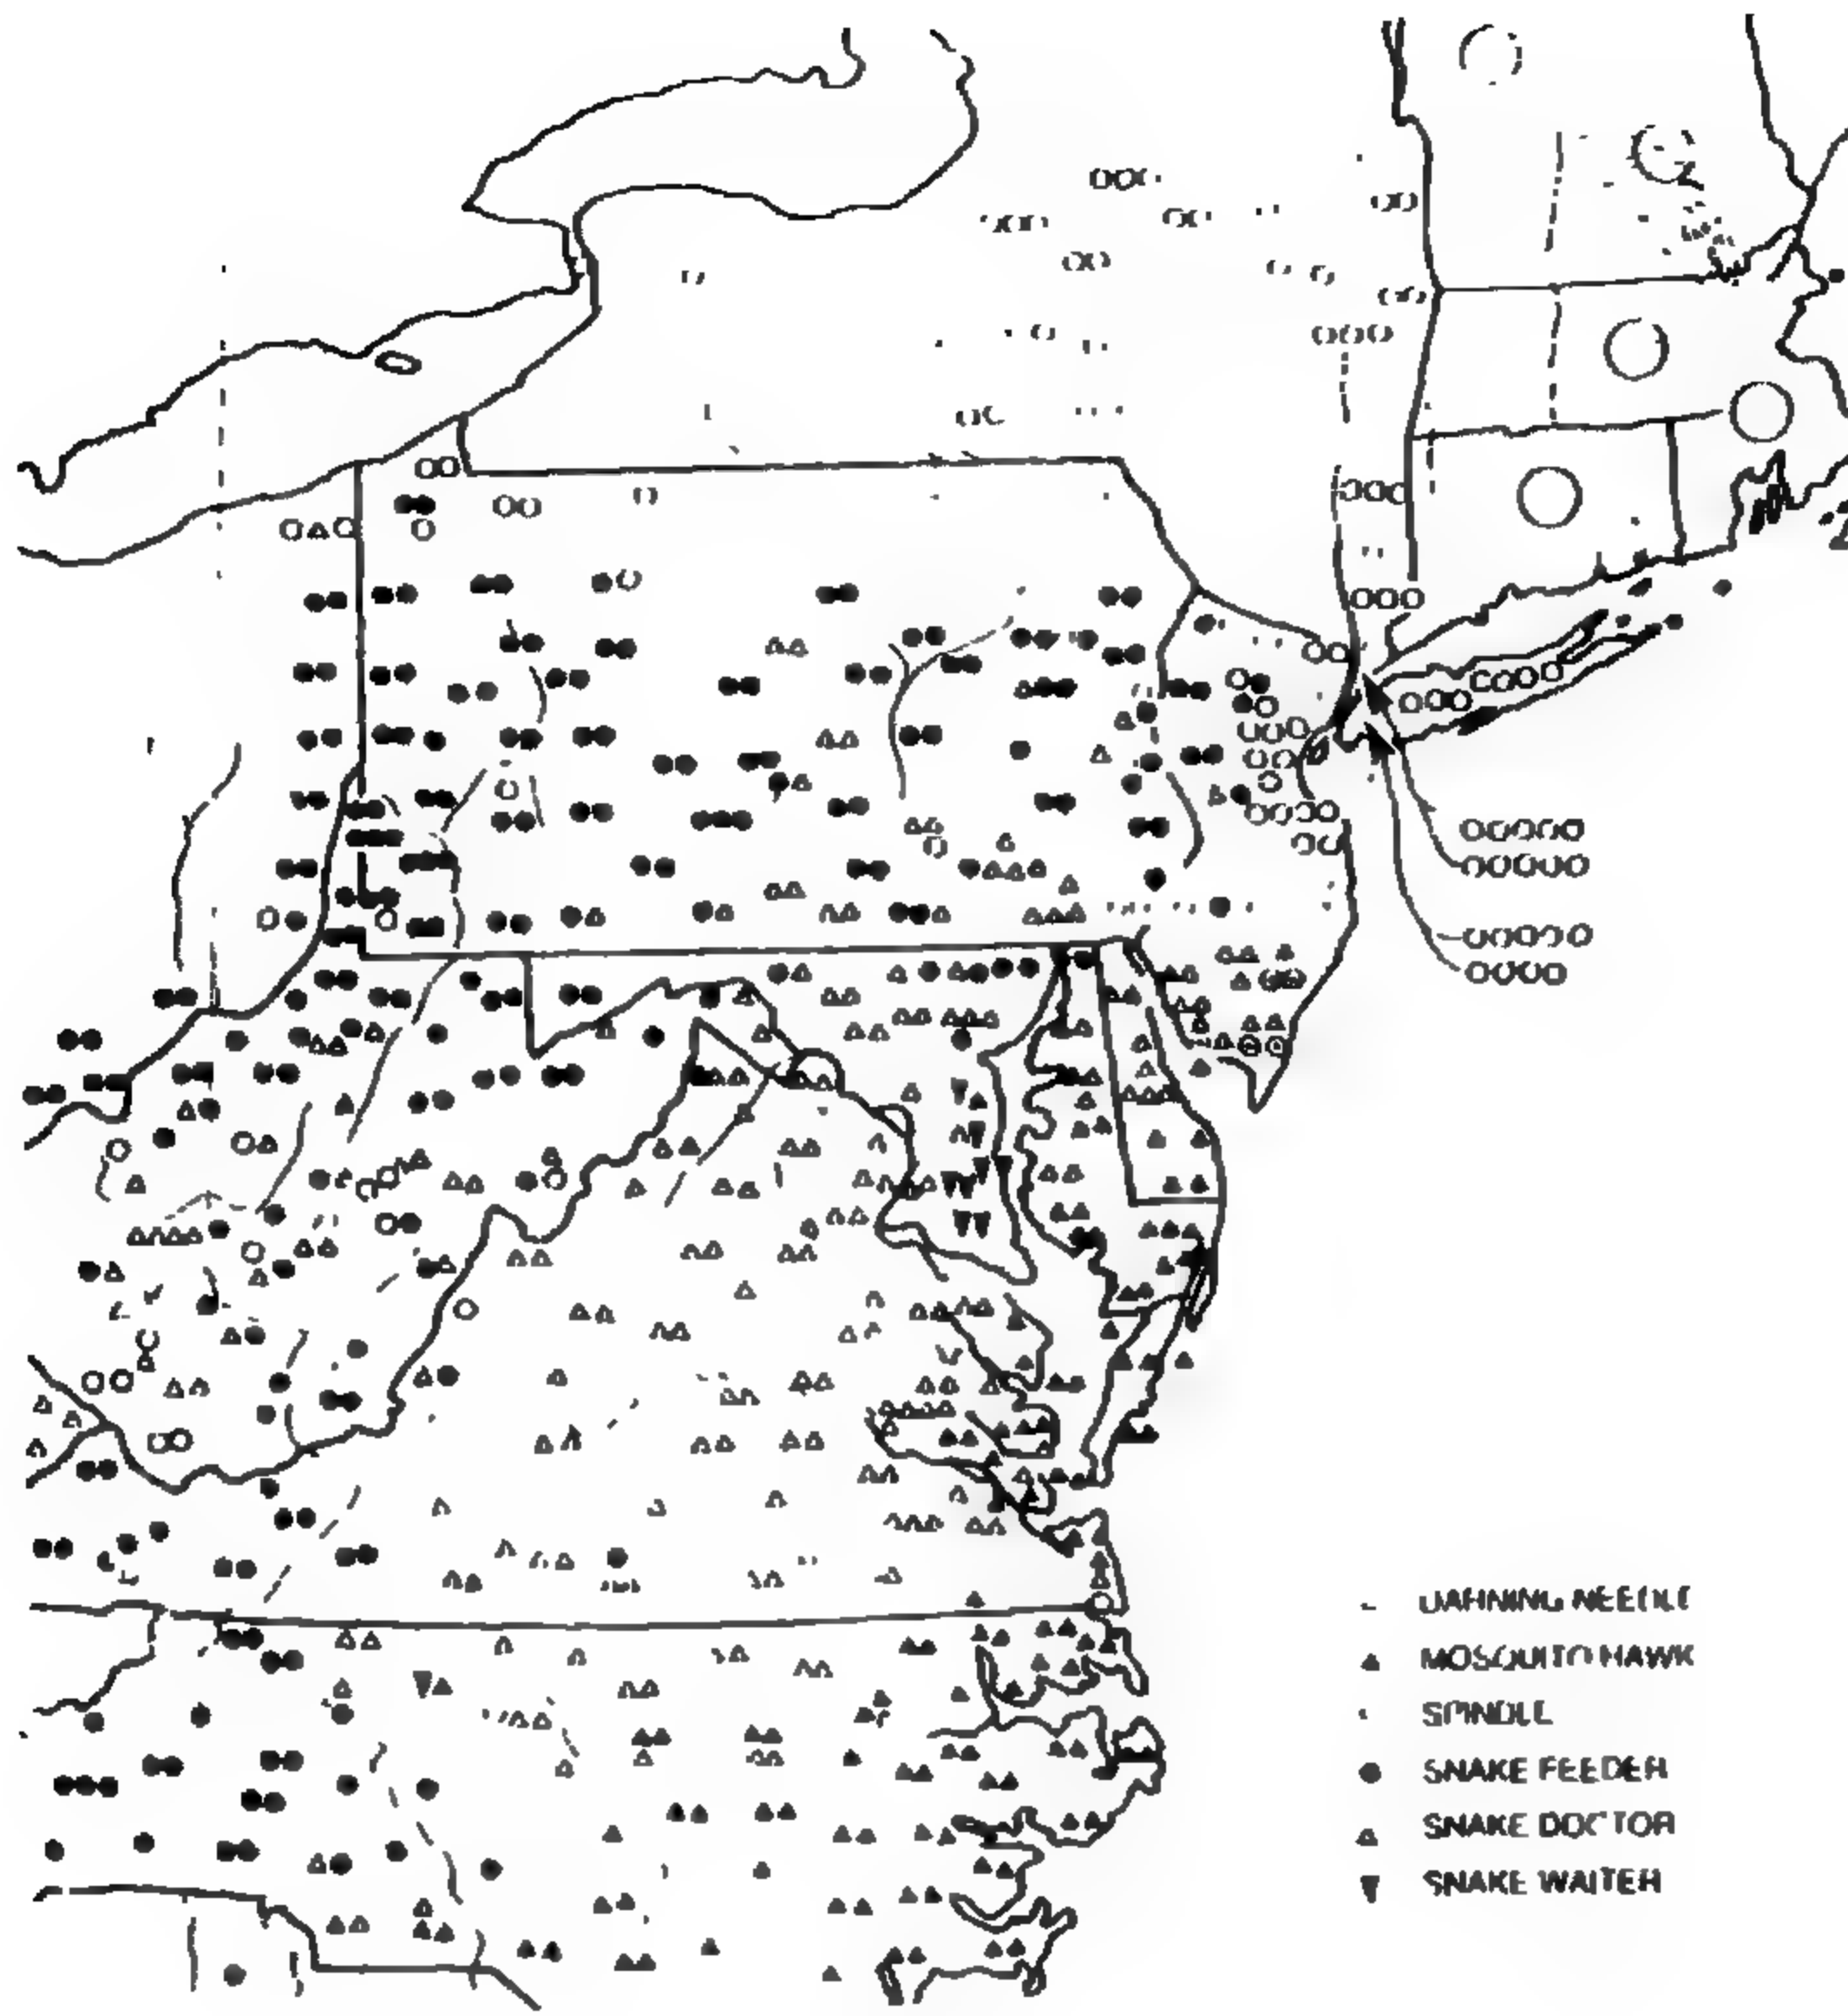 DARNING NEEDLE
MOSQUITO HAWK
SPINDLE
SNAKE FEEDER
SNAKE DOCTOR
SNAKE WAITER